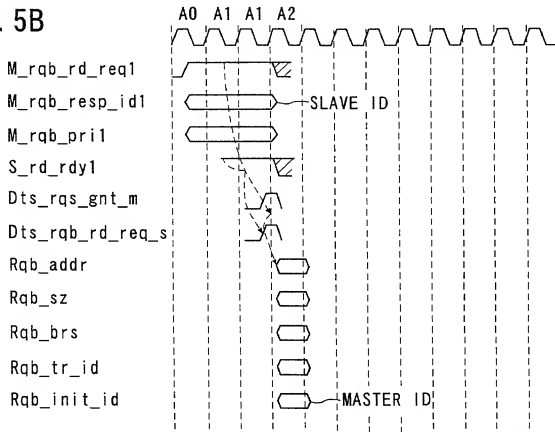 . 5B
A0 A1 A1 A2
M_rqb_rd_req1
M_rqb_resp_id1
SLAVE ID
M_rqb_pri1
S_rd_rdy1
Dts_rqs_gnt_m
Dts_rqb_rd_req_s
Rqb_addr
Rqb_sz
Rqb_brs
Rqb_tr_id
Rqb_init_id
MASTER ID